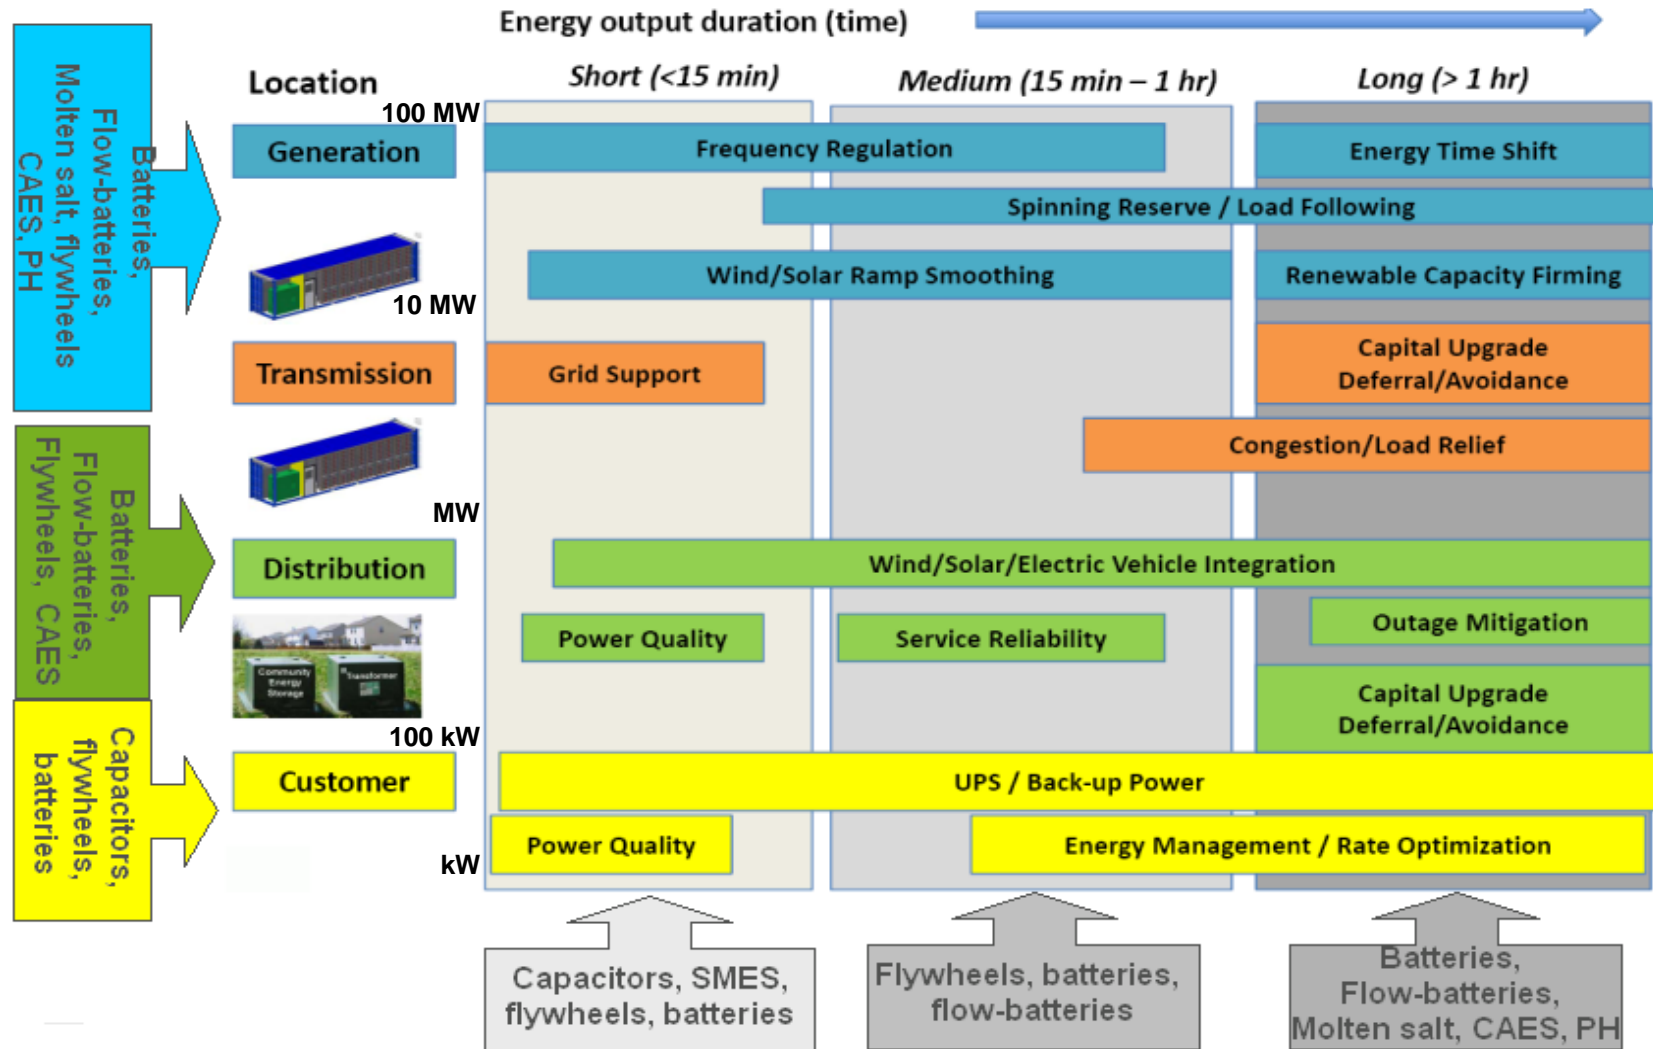 Energy output duration (time)
Location
Short (<15 min)
Medium (15 min – 1 hr)
Long (> 1 hr)
100 MW
Generation
Frequency Regulation
Energy Time Shift
Spinning Reserve / Load Following
Wind/Solar Ramp Smoothing
Renewable Capacity Firming
10 MW
Transmission
Grid Support
Capital Upgrade
Deferral/Avoidance
Congestion/Load Relief
MW
Distribution
Wind/Solar/Electric Vehicle Integration
Power Quality
Service Reliability
Outage Mitigation
Community
Energy
Storage
Transformer
Capital Upgrade
Deferral/Avoidance
100 kW
Customer
UPS / Back-up Power
Power Quality
Energy Management / Rate Optimization
kW
Batteries,
Flow-batteries,
Molten salt, flywheels
CAES, PH
Batteries,
Flow-batteries,
Flywheels, CAES
Capacitors,
flywheels,
batteries
Capacitors, SMES,
flywheels, batteries
Flywheels, batteries,
flow-batteries
Batteries,
Flow-batteries,
Molten salt, CAES, PH